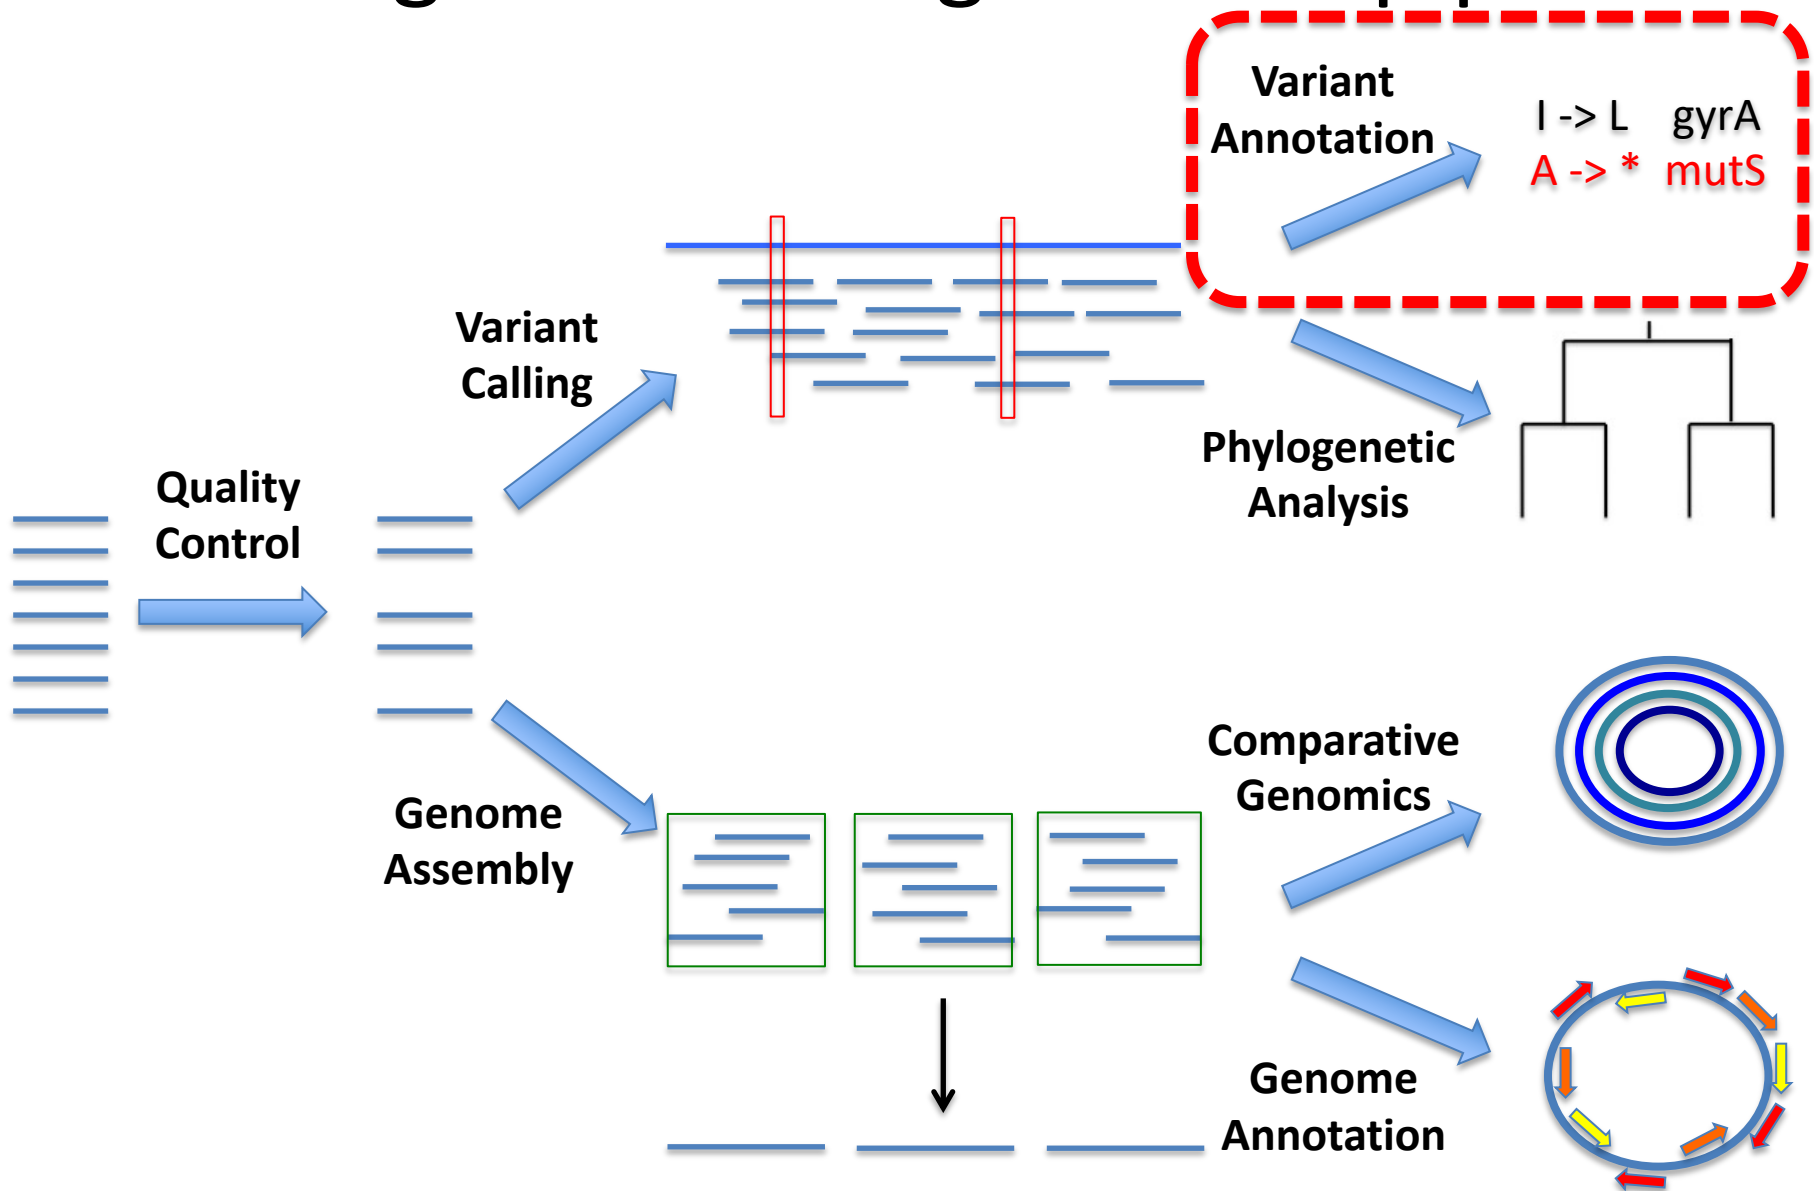 Variant
Annotation
I -> L gyrA
A -> * mutS
Variant
Calling
Phylogenetic
Analysis
Quality
Control
Comparative
Genomics
Genome
Assembly
Genome
Annotation